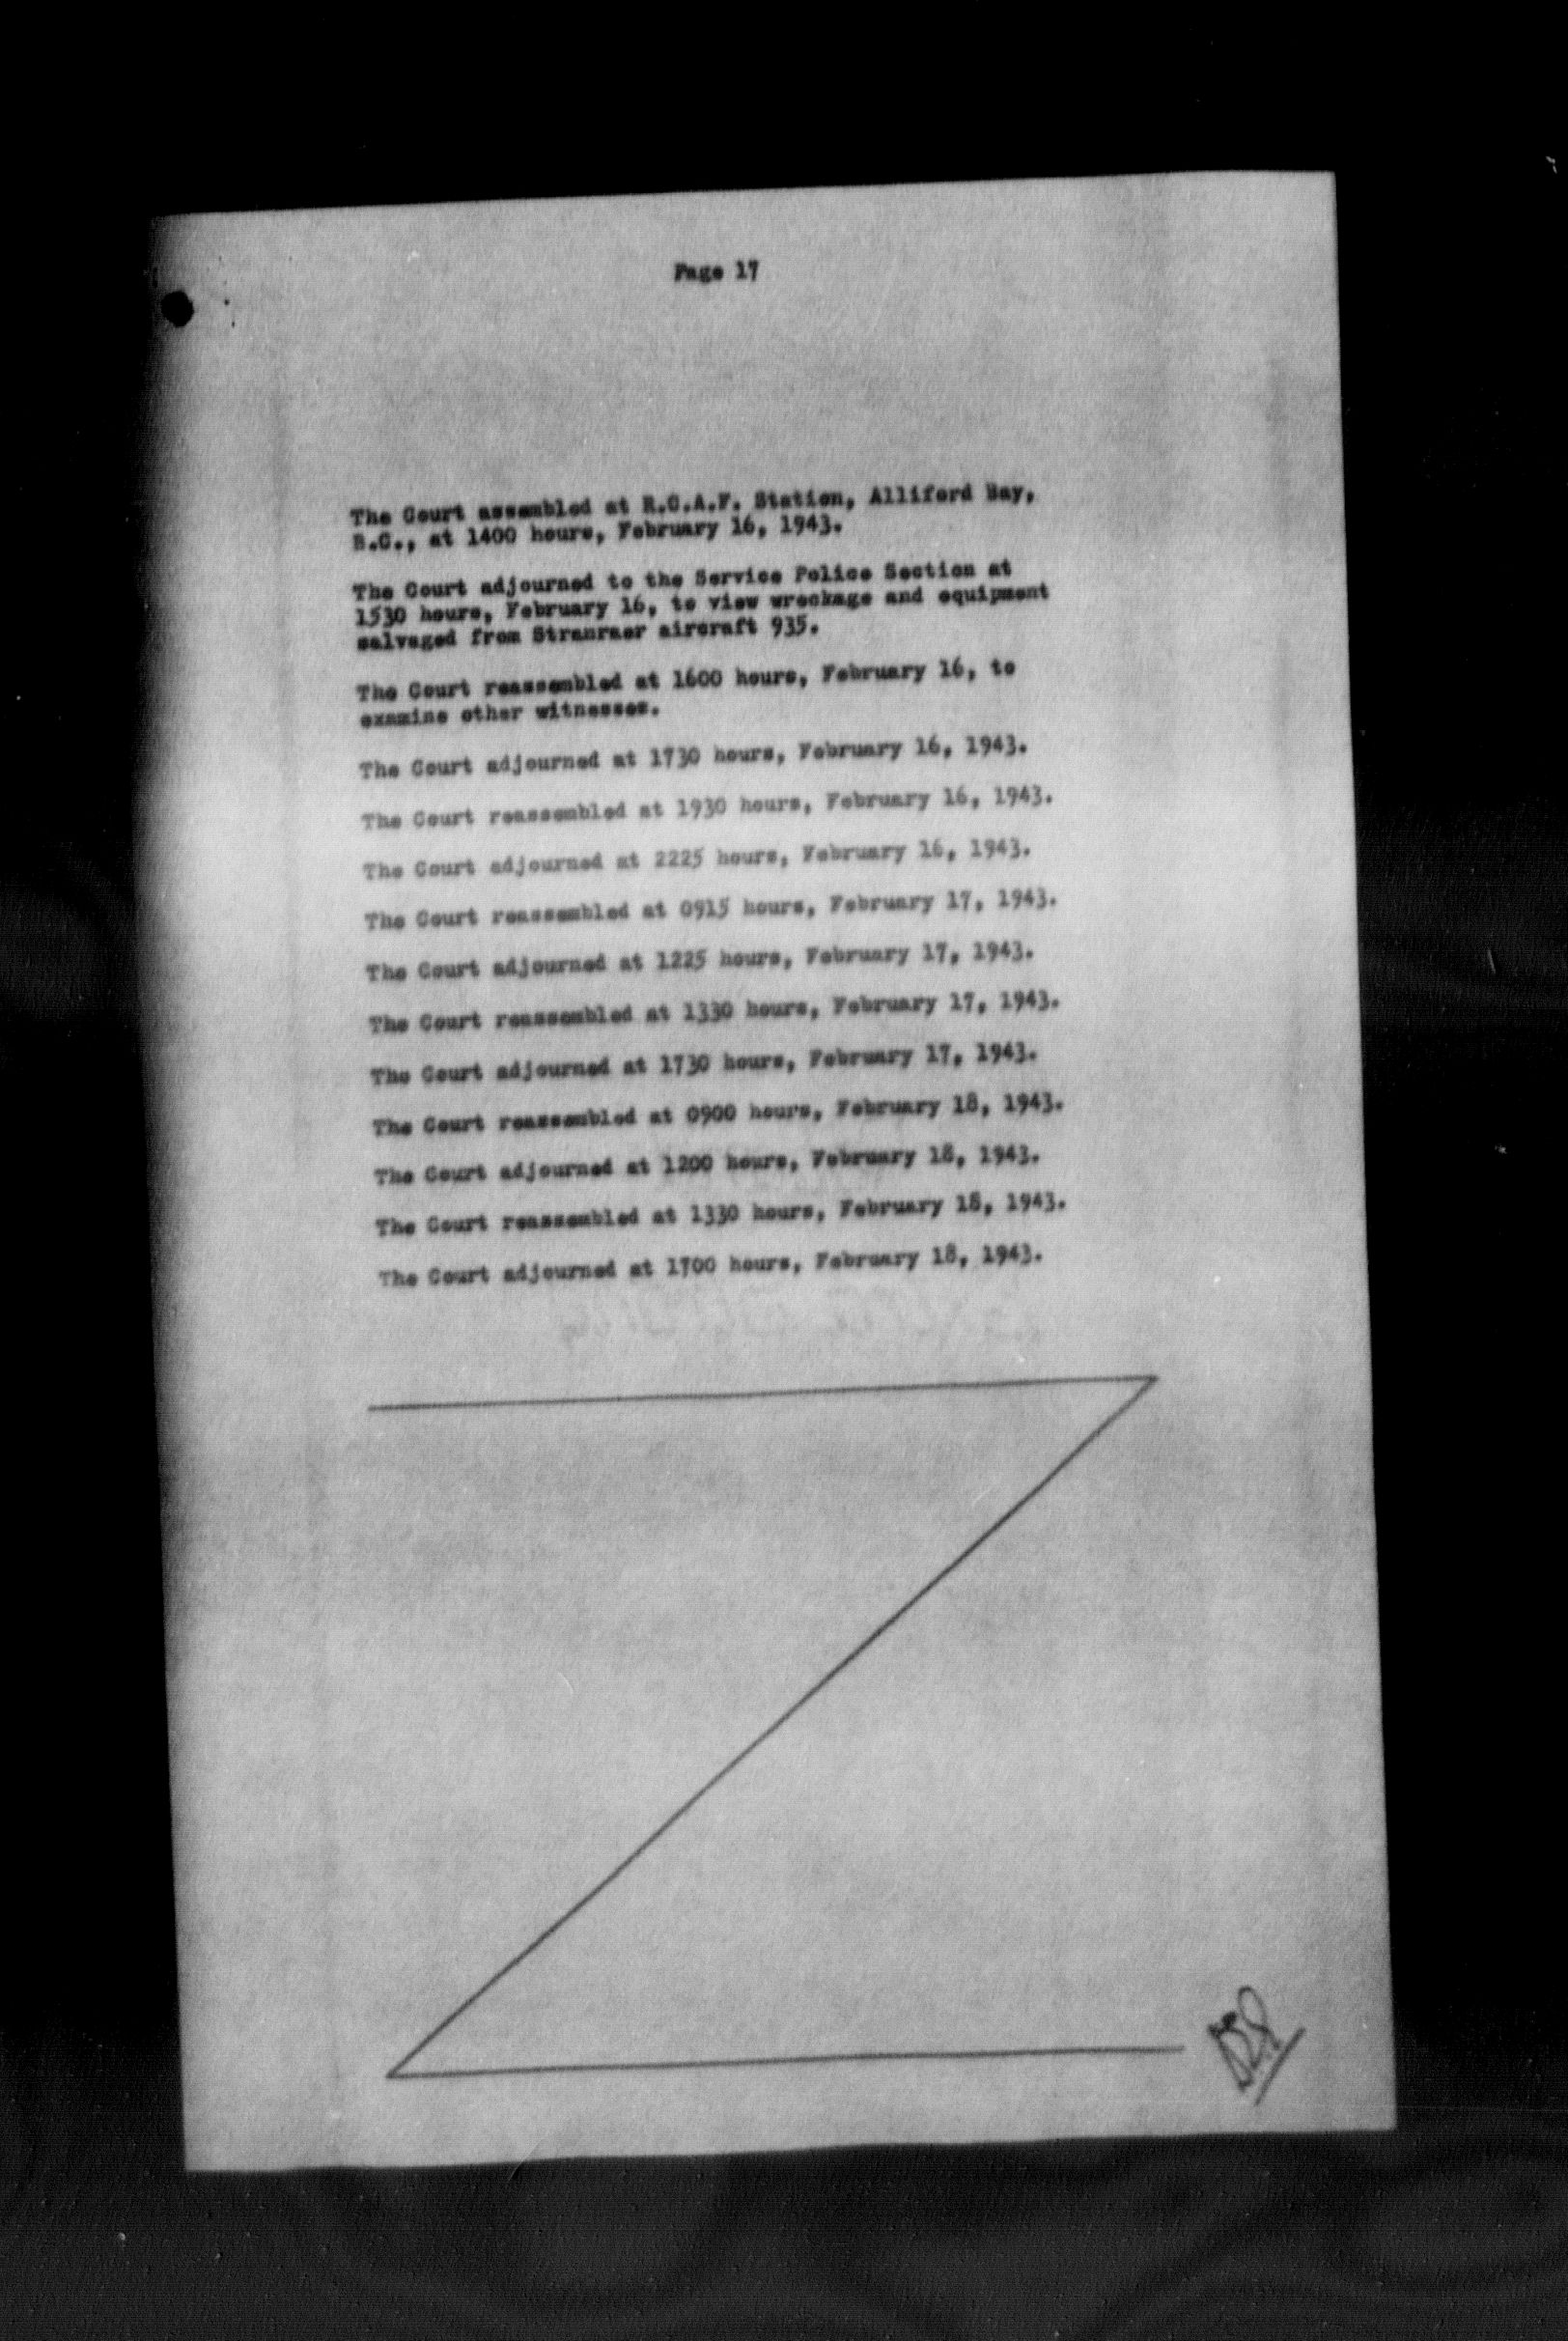 Page 17
The Court assembled at R.C.A.F. Station, Alliford Bay,
B.C., at 1400 hours, February 16, 1943.
The Court adjourned to the Service Police Section at
1530 hours, February 16, to view wreckage and equipment
salvaged from Stranraer aircraft 935.
The Court reassembled at 1600 hours, February 16, to
examine other witnesses.
The Court adjourned at 1730 hours, February 16, 1943.
The Court reassembled at 1930 hours, February 16, 1943.
The Court adjourned at 2225 hours, February 16, 1943.
The Court reassembled at 0915 hours, February 17, 1943.
The Court adjourned at 1225 hours, February 17, 1943.
The Court reassembled at 1330 hours, February 17, 1943.
The Court adjourned at 1730 hours, February 17, 1943.
The Court reassembled at 0900 hours, February 18, 1943.
The Court adjourned at 1200 hours, February 18, 1943.
The Court reassembled at 1330 hours, February 18, 1943.
The Court adjourned at 1700 hours, February 18, 1943.